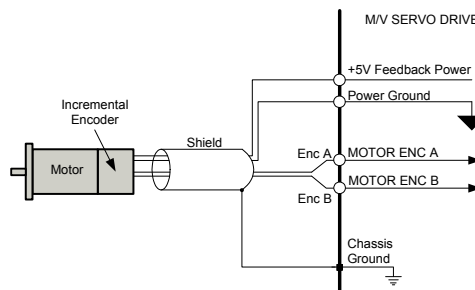 M/V SERVO DRIVE
+5V Feedback Power
Power Ground
Incremental
Encoder
Shield
Motor
Enc A
MOTOR ENC A
MOTOR ENC B
Enc B
Chassis
Ground